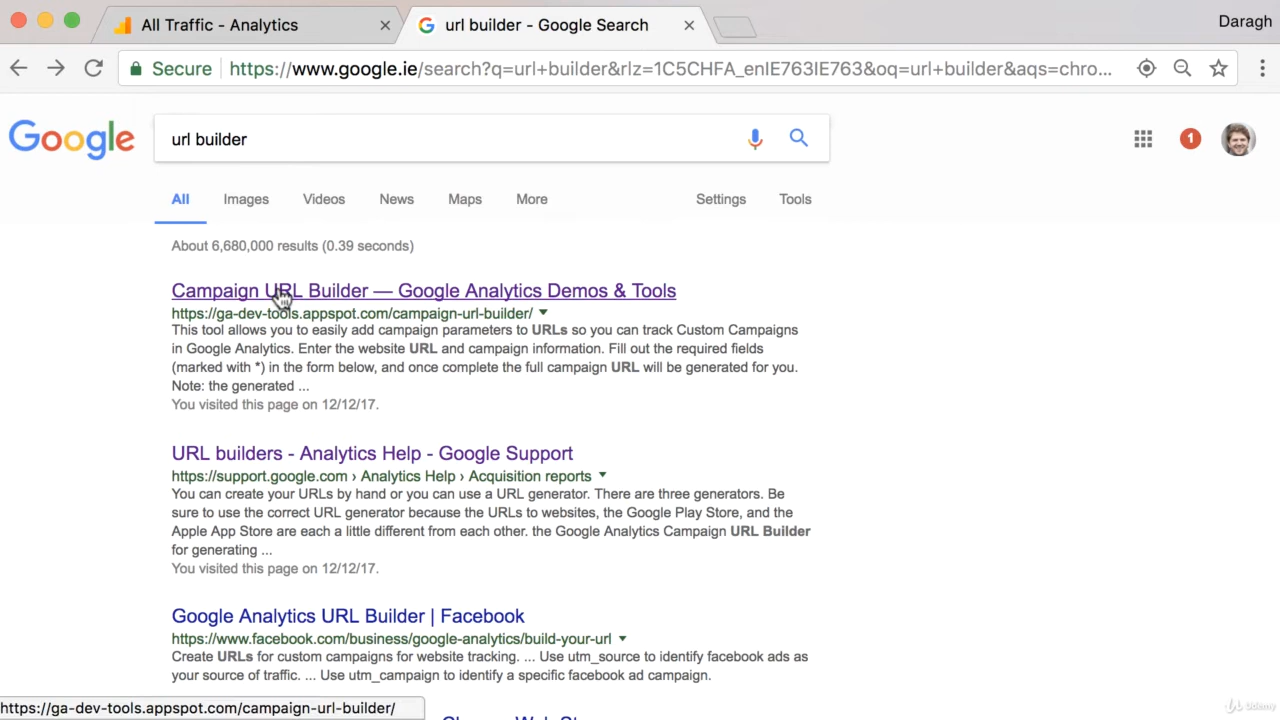 All Traffic - Analytics
url builder - Google Search
Daragh
Secure
https://www.google.ie/search?q=url+builder&rlz=1C5CHFA_enIE763IE763&oq=url+builder&aqs=chro...
Google
url builder
1
All Images Videos News Maps More Settings Tools
About 6,680,000 results (0.39 seconds)
Campaign URL Builder — Google Analytics Demos & Tools
https://ga-dev-tools.appspot.com/campaign-url-builder/
This tool allows you to easily add campaign parameters to URLs so you can track Custom Campaigns
in Google Analytics. Enter the website URL and campaign information. Fill out the required fields
(marked with *) in the form below, and once complete the full campaign URL will be generated for you.
Note: the generated ...
You visited this page on 12/12/17.
URL builders - Analytics Help - Google Support
https://support.google.com › Analytics Help › Acquisition reports
You can create your URLs by hand or you can use a URL generator. There are three generators. Be
sure to use the correct URL generator because the URLs to websites, the Google Play Store, and the
Apple App Store are each a little different from each other. the Google Analytics Campaign URL Builder
for generating ...
You visited this page on 12/12/17.
Google Analytics URL Builder | Facebook
https://www.facebook.com/business/google-analytics/build-your-url
Create URLs for custom campaigns for website tracking. ... Use utm_source to identify facebook ads as
your source of traffic. ... Use utm_campaign to identify a specific facebook ad campaign.
https://ga-dev-tools.appspot.com/campaign-url-builder/
Udemy